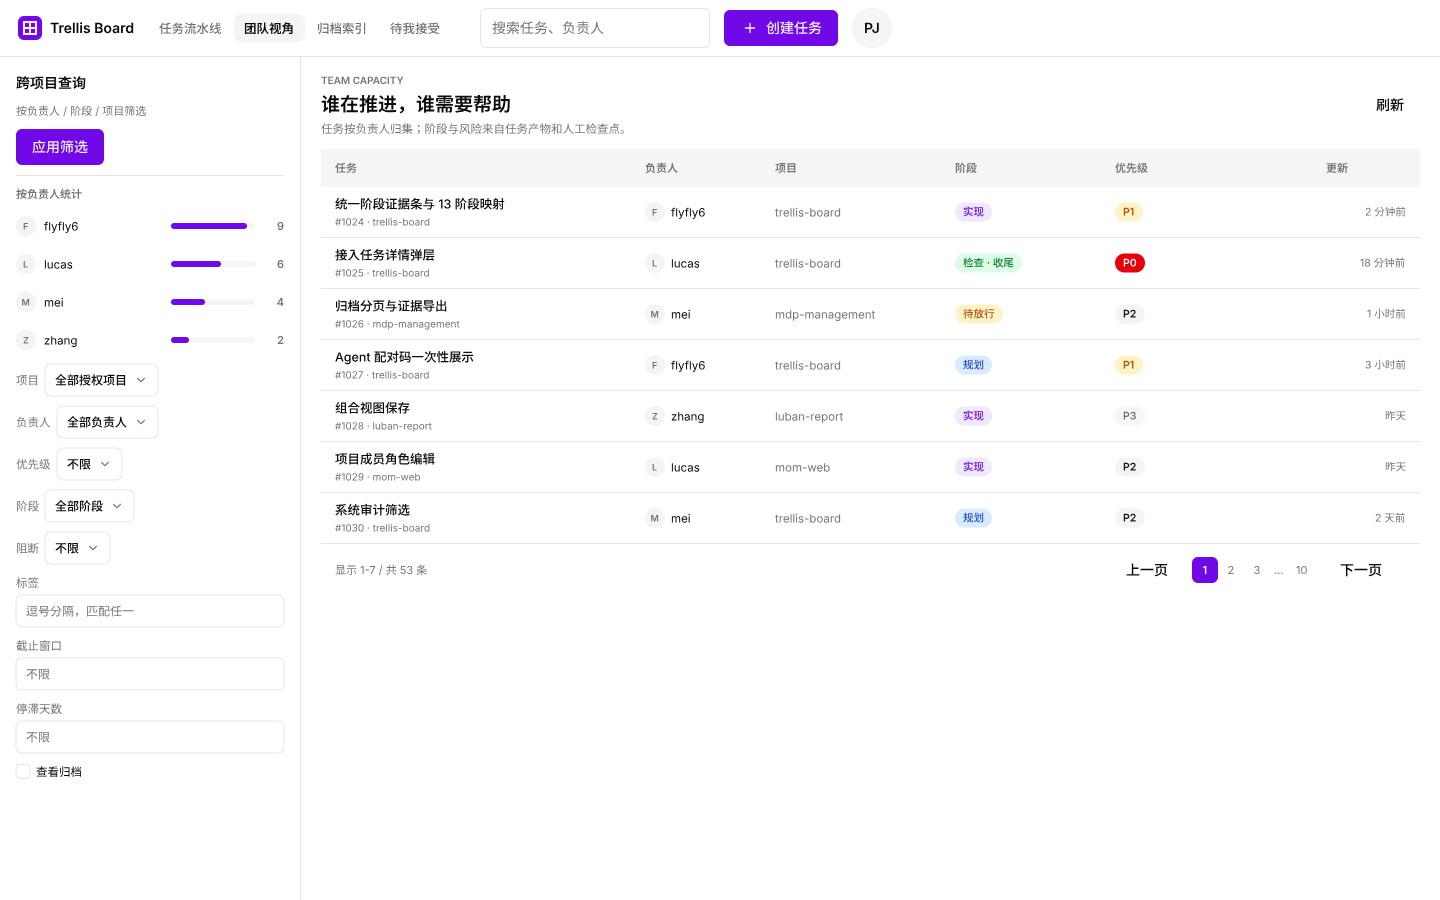 Trellis Board
任务流水线
团队视角
归档索引
待我接受
搜索任务、负责人
创建任务
PJ
跨项目查询
按负责人 / 阶段 / 项目筛选
应用筛选
按负责人统计
F flyfly6 9
L lucas 6
M mei 4
Z zhang 2
项目 全部授权项目
负责人 全部负责人
优先级 不限
阶段 全部阶段
阻断 不限
标签
逗号分隔，匹配任一
截止窗口
不限
停滞天数
不限
查看归档
TEAM CAPACITY
谁在推进，谁需要帮助
任务按负责人归集；阶段与风险来自任务产物和人工检查点。
刷新
任务 负责人 项目 阶段 优先级 更新
统一阶段证据条与 13 阶段映射
#1024 · trellis-board
F flyfly6 trellis-board 实现 P1 2 分钟前
接入任务详情弹层
#1025 · trellis-board
L lucas trellis-board 检查 · 收尾 P0 18 分钟前
归档分页与证据导出
#1026 · mdp-management
M mei mdp-management 待放行 P2 1 小时前
Agent 配对码一次性展示
#1027 · trellis-board
F flyfly6 trellis-board 规划 P1 3 小时前
组合视图保存
#1028 · luban-report
Z zhang luban-report 实现 P3 昨天
项目成员角色编辑
#1029 · mom-web
L lucas mom-web 实现 P2 昨天
系统审计筛选
#1030 · trellis-board
M mei trellis-board 规划 P2 2 天前
显示 1-7 / 共 53 条
上一页 1 2 3 ... 10 下一页